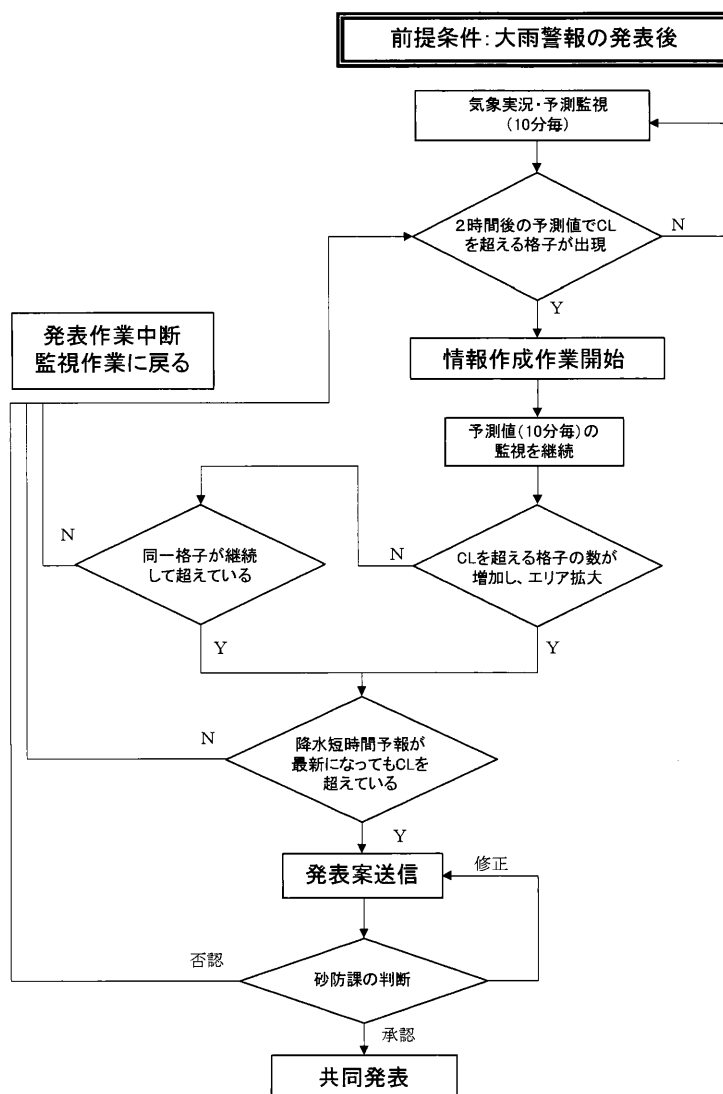 前提条件：大雨警報の発表後
気象実況・予測監視
(10分毎)
2時間後の予測値でCL
を超える格子が出現
N
Y
発表作業中断
監視作業に戻る
情報作成作業開始
予測値(10分毎)の
監視を継続
N
同一格子が継続
して超えている
N
CLを超える格子の数が
増加し、エリア拡大
Y
Y
N
降水短時間予報が
最新になってもCLを
超えている
Y
発表案送信
修正
否認
砂防課の判断
承認
共同発表